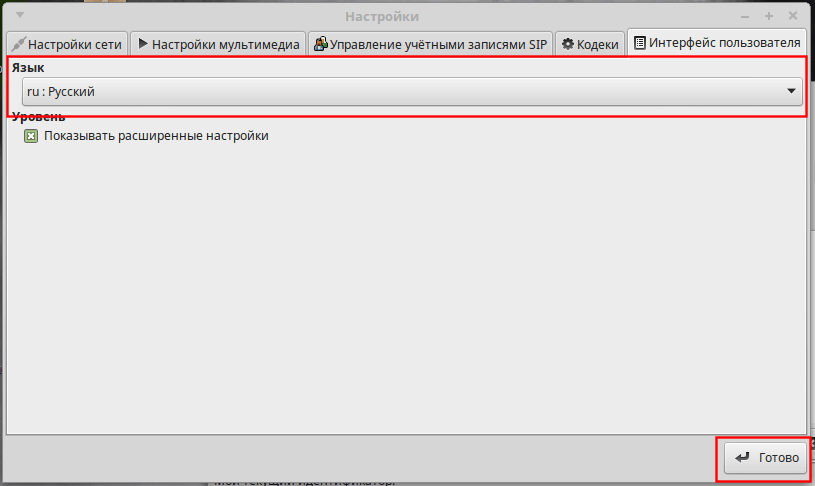 Настройки
Настройки сети
Настройки мультимедиа
Управление учётными записями SIP
Кодеки
Интерфейс пользователя
Язык
ru : Русский
Уровень
Показывать расширенные настройки
Готово
Мой текущий идентификатор: